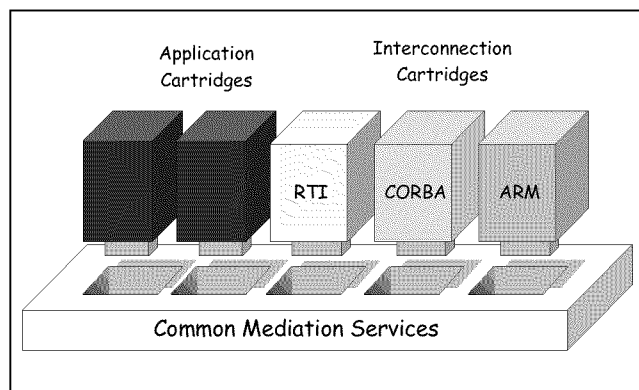 Application
Cartridges
Interconnection
Cartridges
RTI
CORBA
ARM
Common Mediation Services